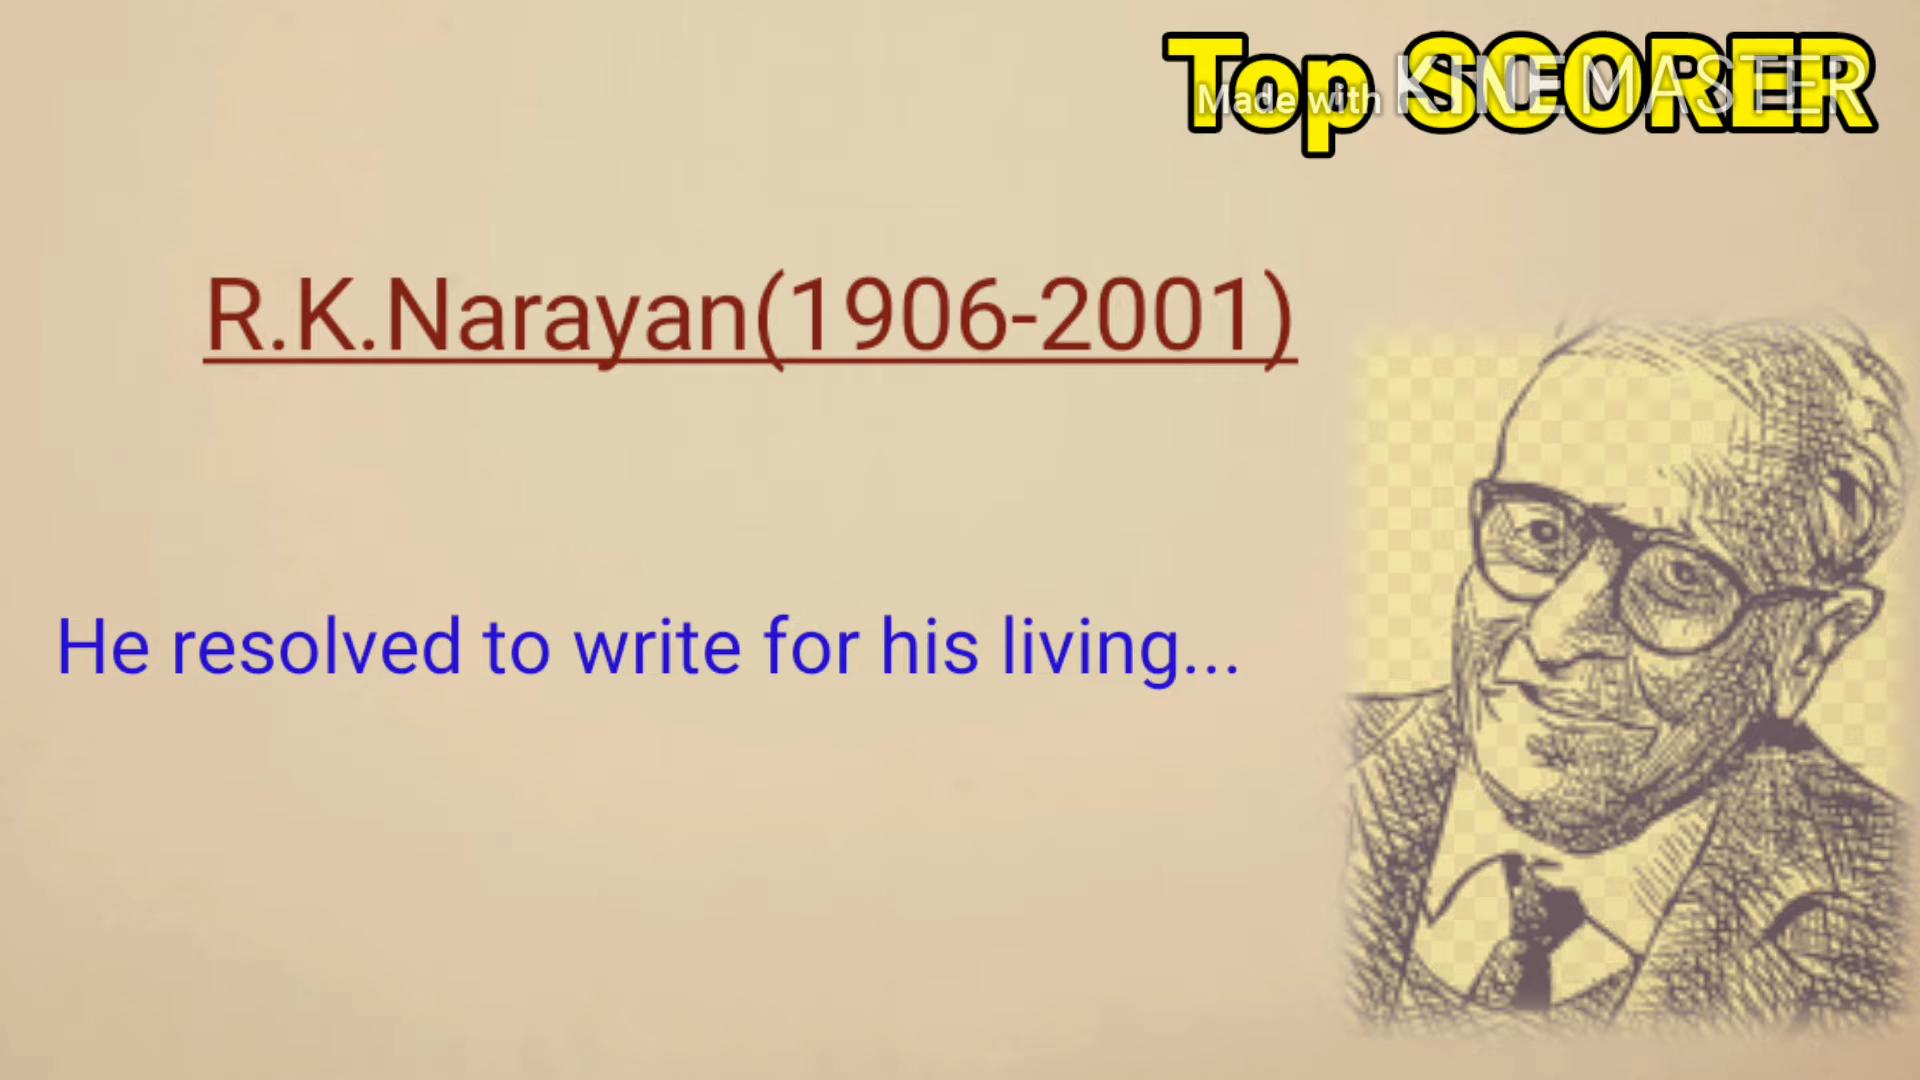 Top SCORER
Made with KINEMASTER
R.K.Narayan(1906-2001)
He resolved to write for his living...